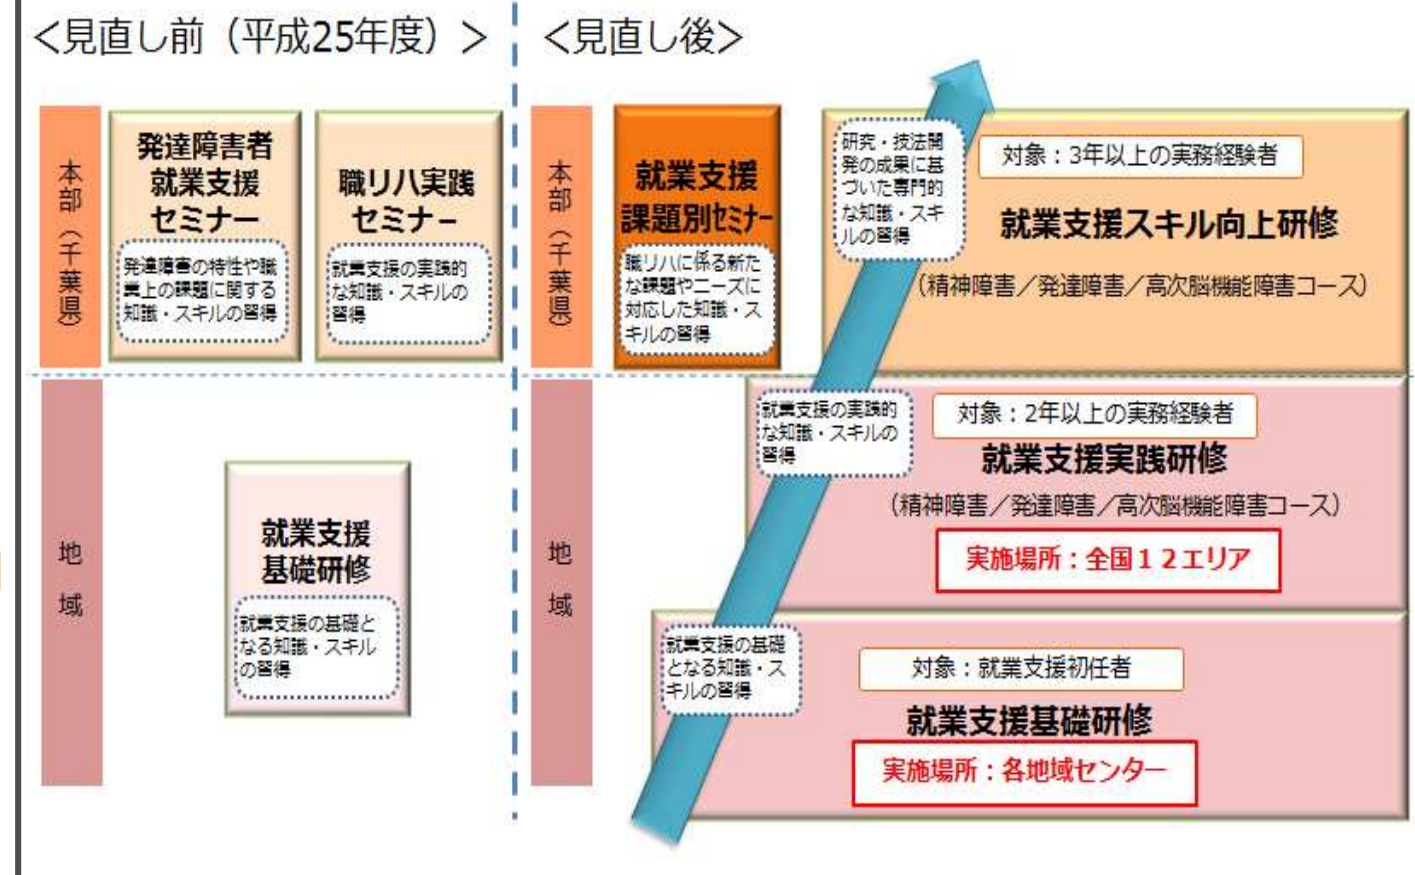 ＜見直し前（平成25年度）＞
本部（千葉県）
発達障害者
就業支援
セミナー
発達障害の特性や職
業上の課題に関する
知識・スキルの習得
職リハ実践
セミナー
就業支援の実践的
な知識・スキルの
習得
地域
就業支援
基礎研修
就業支援の基礎と
なる知識・スキル
の習得
＜見直し後＞
本部（千葉県）
就業支援
課題別セミナー
職リハに係る新た
な課題やニーズに
対応した知識・ス
キルの習得
研究・技法開
発の成果に基
づいた専門的
な知識・スキ
ルの習得
対象：3年以上の実務経験者
就業支援スキル向上研修
（精神障害／発達障害／高次脳機能障害コース）
地域
就業支援の実践的
な知識・スキルの
習得
対象：2年以上の実務経験者
就業支援実践研修
（精神障害／発達障害／高次脳機能障害コース）
実施場所：全国１２エリア
就業支援の基礎
となる知識・ス
キルの習得
対象：就業支援初任者
就業支援基礎研修
実施場所：各地域センター